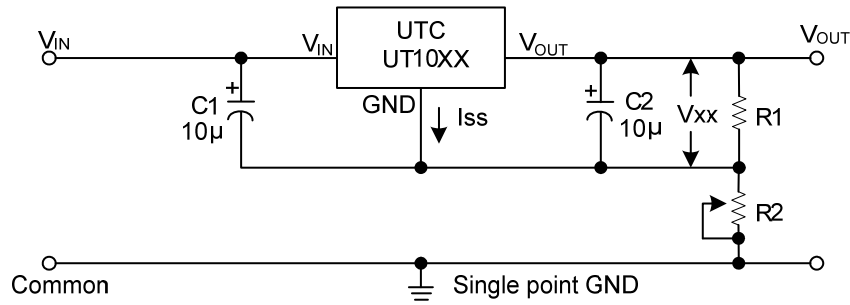 VIN
VIN
UTC
UT10XX
VOUT
VOUT
C1
10µ
GND
Iss
C2
10µ
Vxx
R1
R2
Common
Single point GND